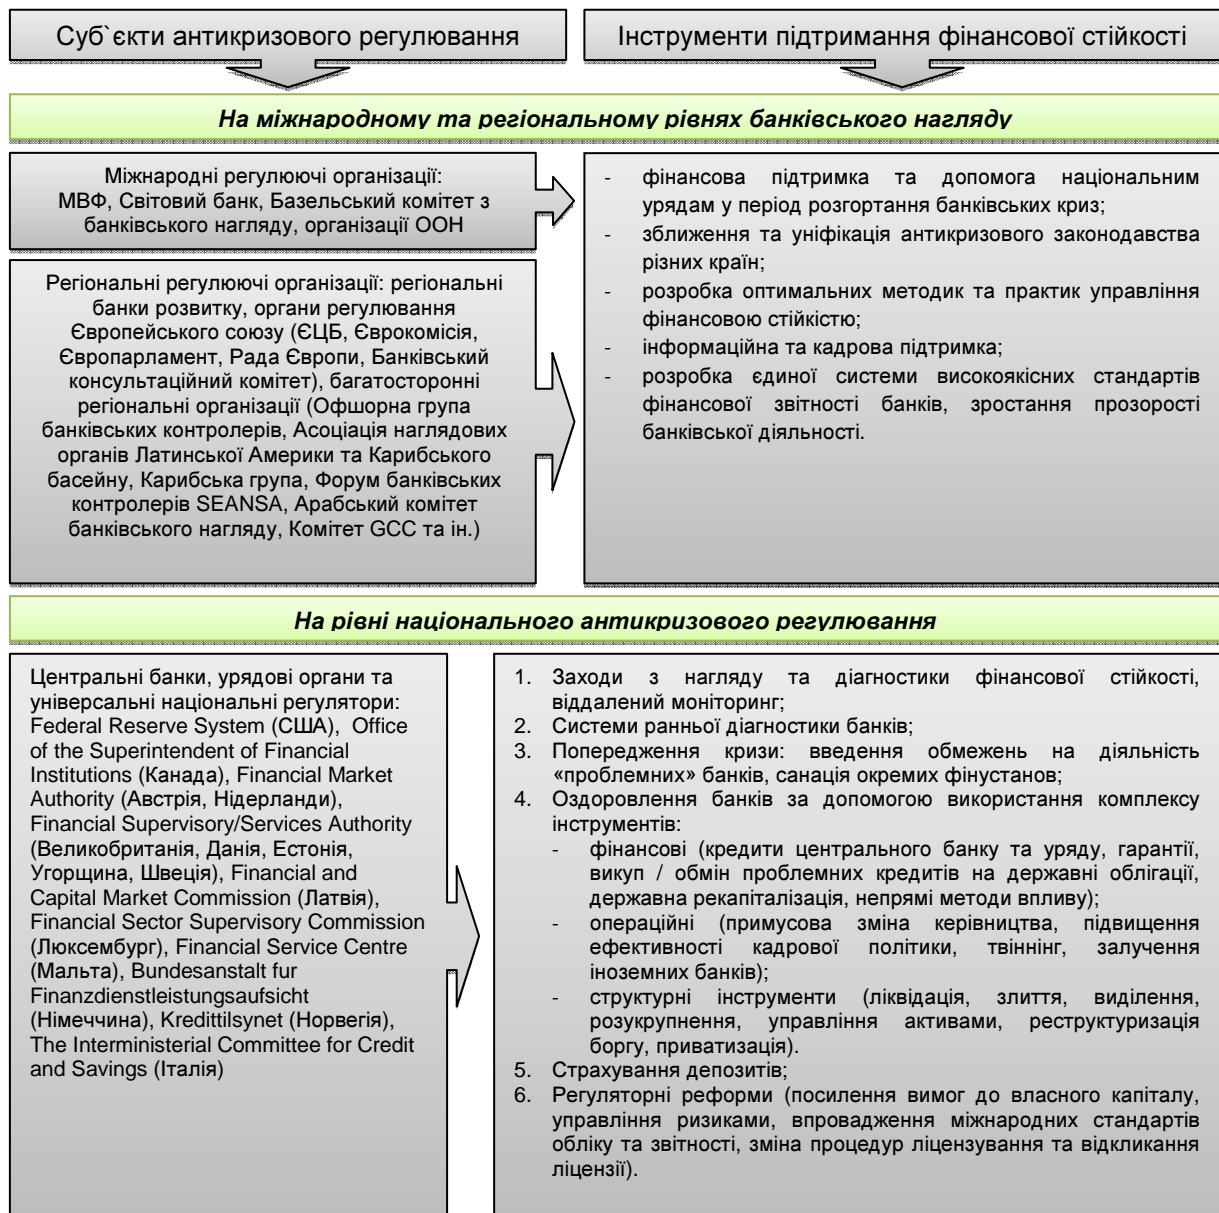 Суб`єкти антикризового регулювання
Інструменти підтримання фінансової стійкості
На міжнародному та регіональному рівнях банківського нагляду
Міжнародні регулюючі організації:
МВФ, Світовий банк, Базельський комітет з
банківського нагляду, організації ООН
Регіональні регулюючі організації: регіональні
банки розвитку, органи регулювання
Європейського союзу (ЄЦБ, Єврокомісія,
Європарламент, Рада Європи, Банківський
консультаційний комітет), багатосторонні
регіональні організації (Офшорна група
банківських контролерів, Асоціація наглядових
органів Латинської Америки та Карибського
басейну, Карибська група, Форум банківських
контролерів SEANSA, Арабський комітет
банківського нагляду, Комітет GCC та ін.)
- фінансова підтримка та допомога національним
урядам у період розгортання банківських криз;
- зближення та уніфікація антикризового законодавства
різних країн;
- розробка оптимальних методик та практик управління
фінансовою стійкістю;
- інформаційна та кадрова підтримка;
- розробка єдиної системи високоякісних стандартів
фінансової звітності банків, зростання прозорості
банківської діяльності.
На рівні національного антикризового регулювання
Центральні банки, урядові органи та
універсальні національні регулятори:
Federal Reserve System (США), Office
of the Superintendent of Financial
Institutions (Канада), Financial Market
Authority (Австрія, Нідерланди),
Financial Supervisory/Services Authority
(Великобританія, Данія, Естонія,
Угорщина, Швеція), Financial and
Capital Market Commission (Латвія),
Financial Sector Supervisory Commission
(Люксембург), Financial Service Centre
(Мальта), Bundesanstalt fur
Finanzdienstleistungsaufsicht
(Німеччина), Kredittilsynet (Норвегія),
The Interministerial Committee for Credit
and Savings (Італія)
1. Заходи з нагляду та діагностики фінансової стійкості,
віддалений моніторинг;
2. Системи ранньої діагностики банків;
3. Попередження кризи: введення обмежень на діяльність
«проблемних» банків, санація окремих фінустанов;
4. Оздоровлення банків за допомогою використання комплексу
інструментів:
- фінансові (кредити центрального банку та уряду, гарантії,
викуп / обмін проблемних кредитів на державні облігації,
державна рекапіталізація, непрямі методи впливу);
- операційні (примусова зміна керівництва, підвищення
ефективності кадрової політики, твіннінг, залучення
іноземних банків);
- структурні інструменти (ліквідація, злиття, виділення,
розукрупнення, управління активами, реструктуризація
боргу, приватизація).
5. Страхування депозитів;
6. Регуляторні реформи (посилення вимог до власного капіталу,
управління ризиками, впровадження міжнародних стандартів
обліку та звітності, зміна процедур ліцензування та відкликання
ліцензії).